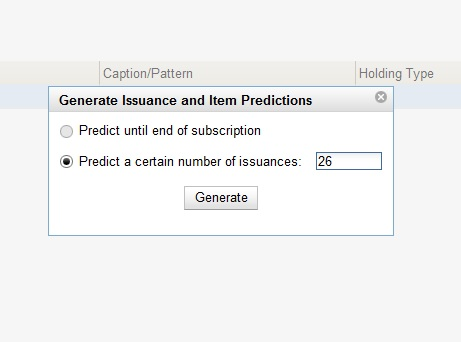 Caption/Pattern Holding Type
Generate Issuance and Item Predictions
Predict until end of subscription
Predict a certain number of issuances: 26
Generate